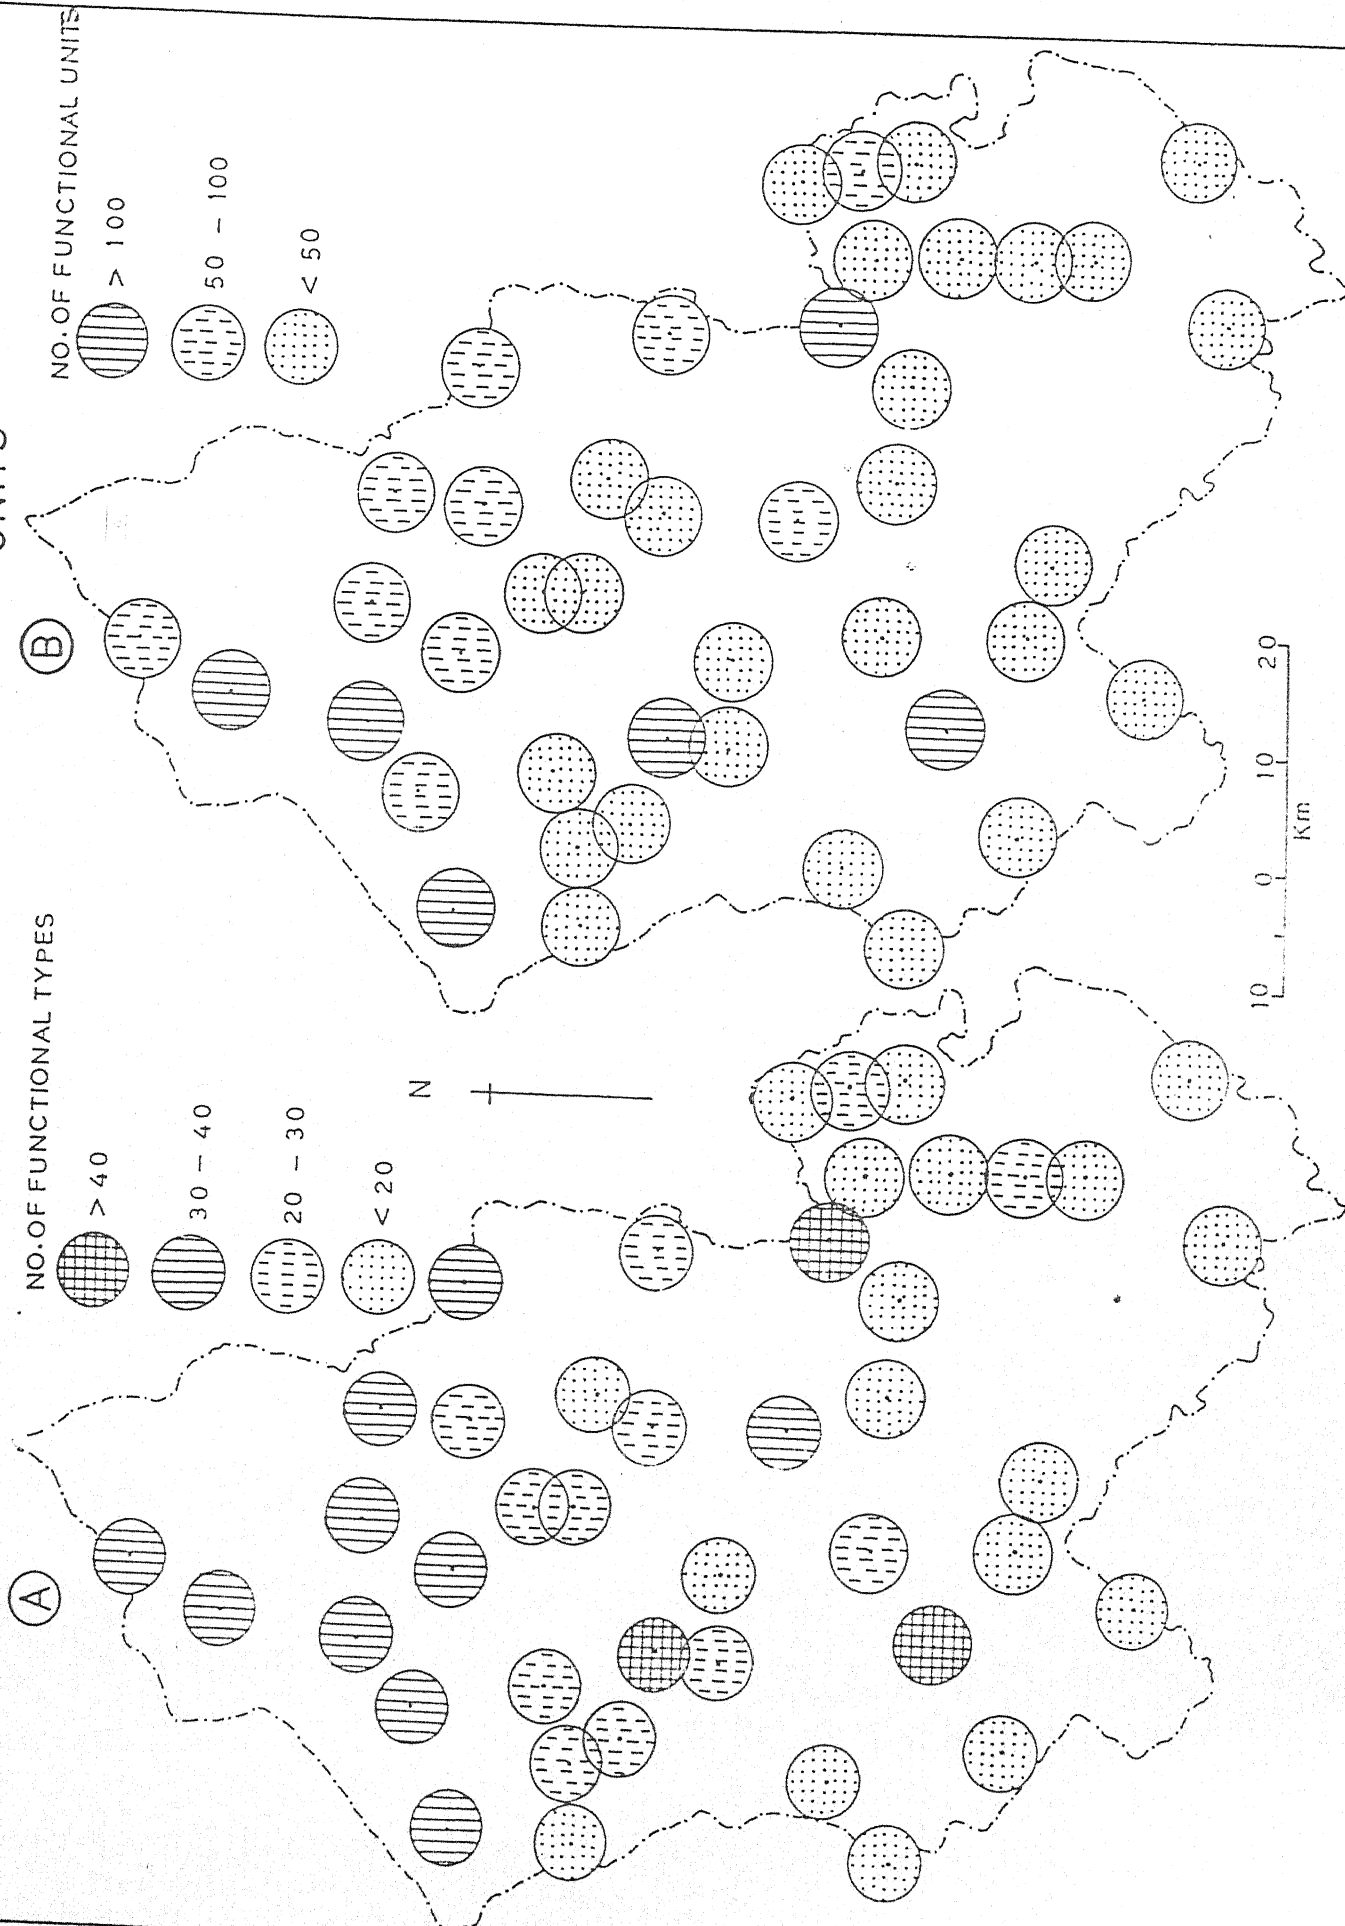 UNITS
A
NO. OF FUNCTIONAL TYPES
> 40
30 – 40
20 – 30
< 20
N
B
NO. OF FUNCTIONAL UNITS
> 100
50 – 100
< 50
10 0 10 20
Km